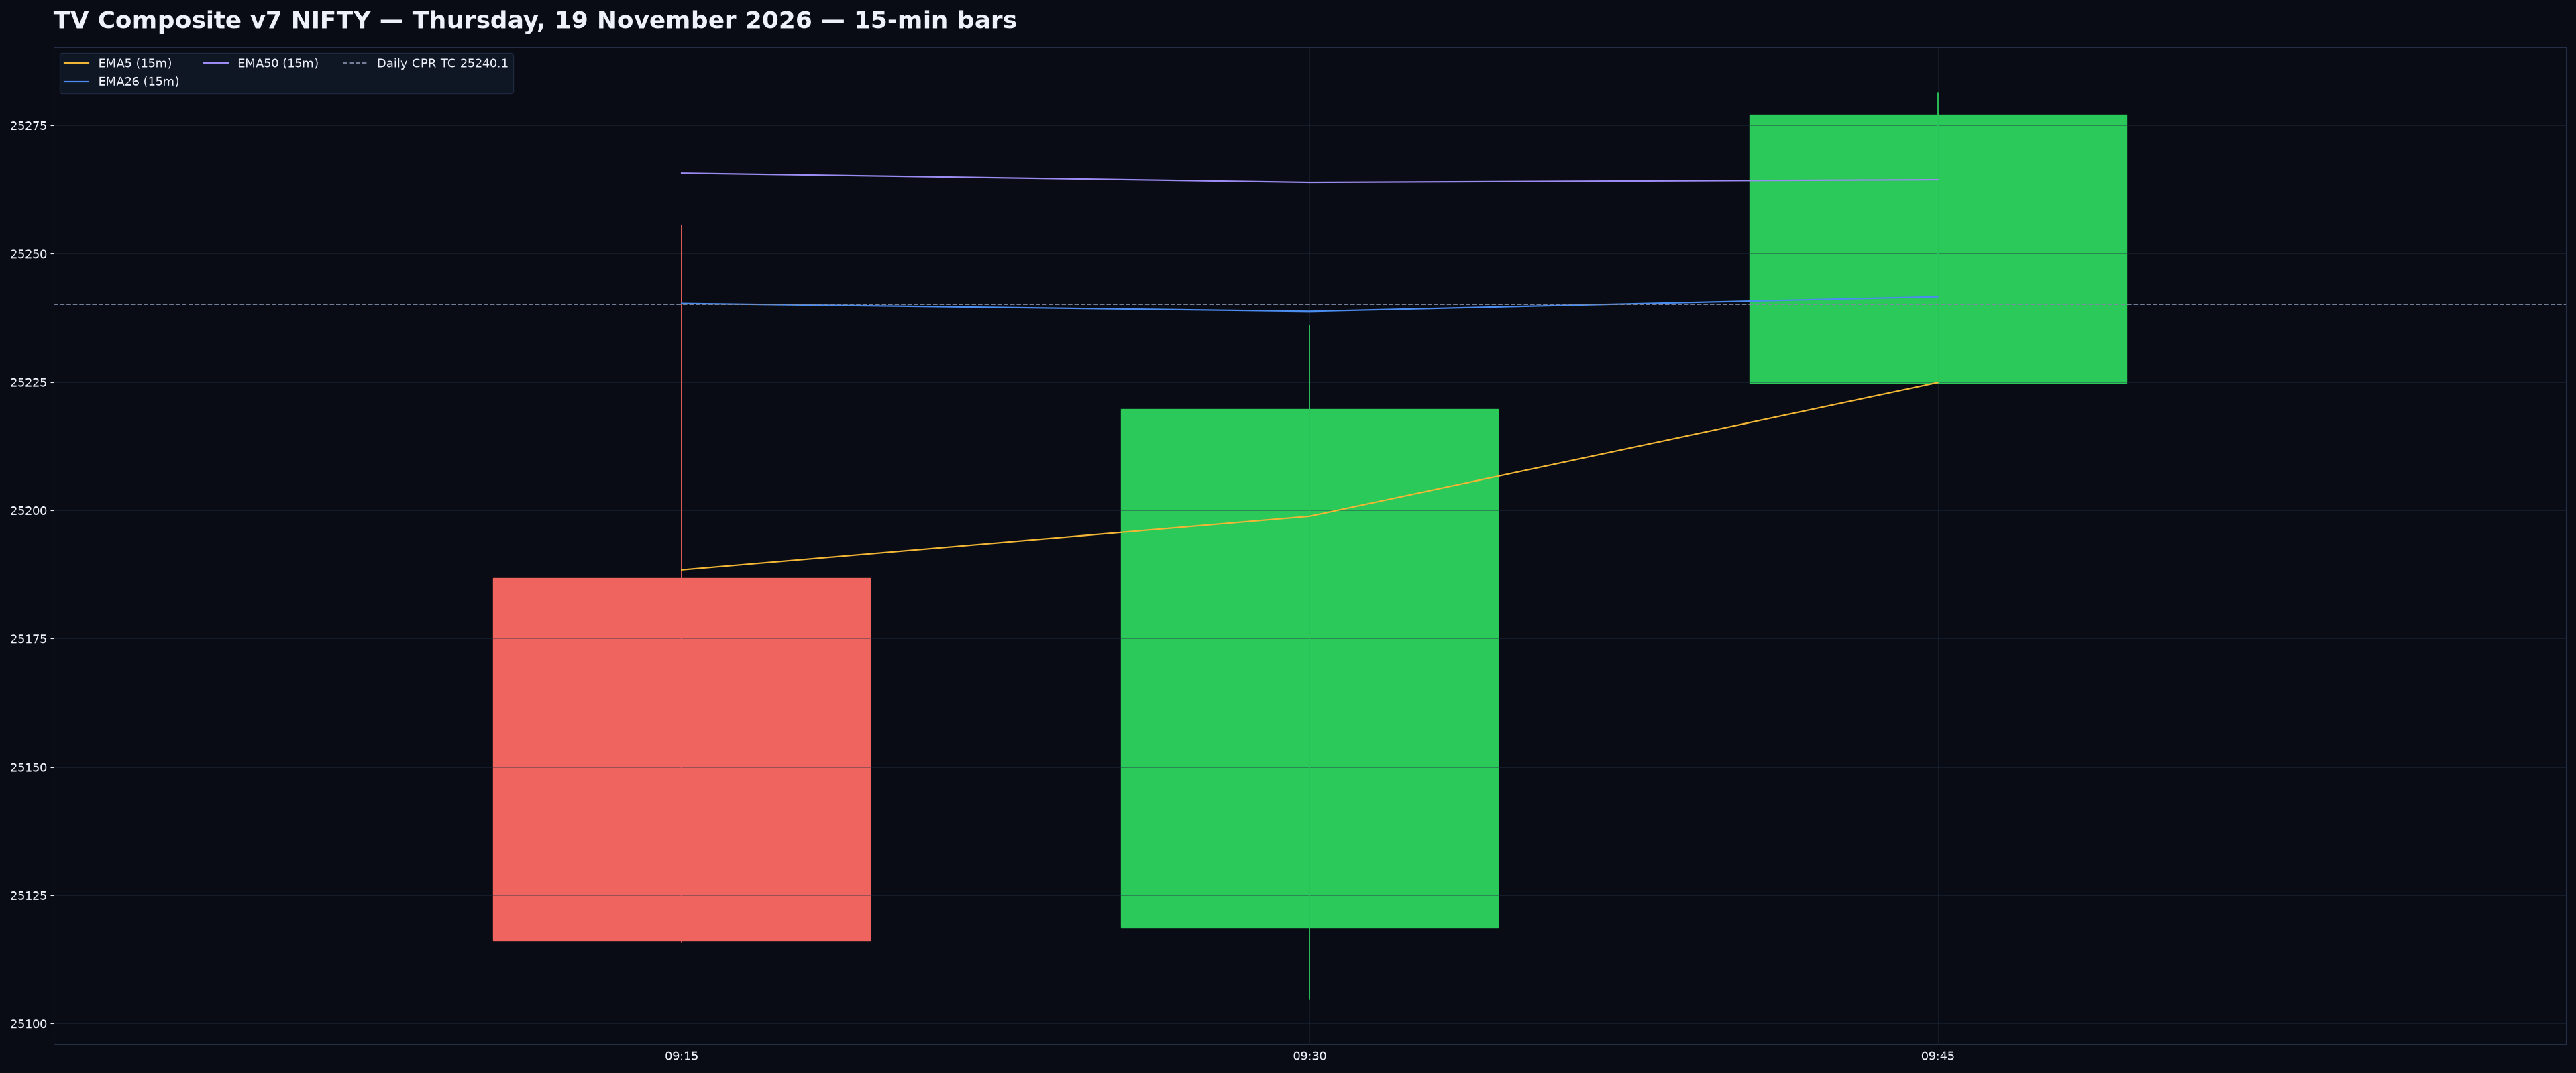 TV Composite v7 NIFTY — Thursday, 19 November 2026 — 15-min bars
EMA5 (15m) EMA50 (15m) Daily CPR TC 25240.1
EMA26 (15m)
25275
25250
25225
25200
25175
25150
25125
25100
09:15 09:30 09:45